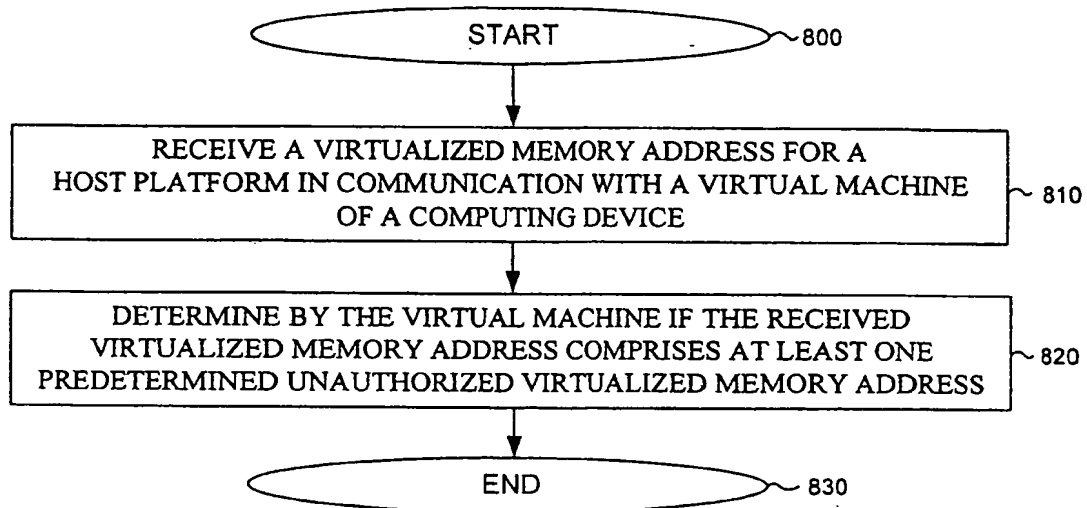 START
800
RECEIVE A VIRTUALIZED MEMORY ADDRESS FOR A
HOST PLATFORM IN COMMUNICATION WITH A VIRTUAL MACHINE
OF A COMPUTING DEVICE
810
DETERMINE BY THE VIRTUAL MACHINE IF THE RECEIVED
VIRTUALIZED MEMORY ADDRESS COMPRISES AT LEAST ONE
PREDETERMINED UNAUTHORIZED VIRTUALIZED MEMORY ADDRESS
820
END
830